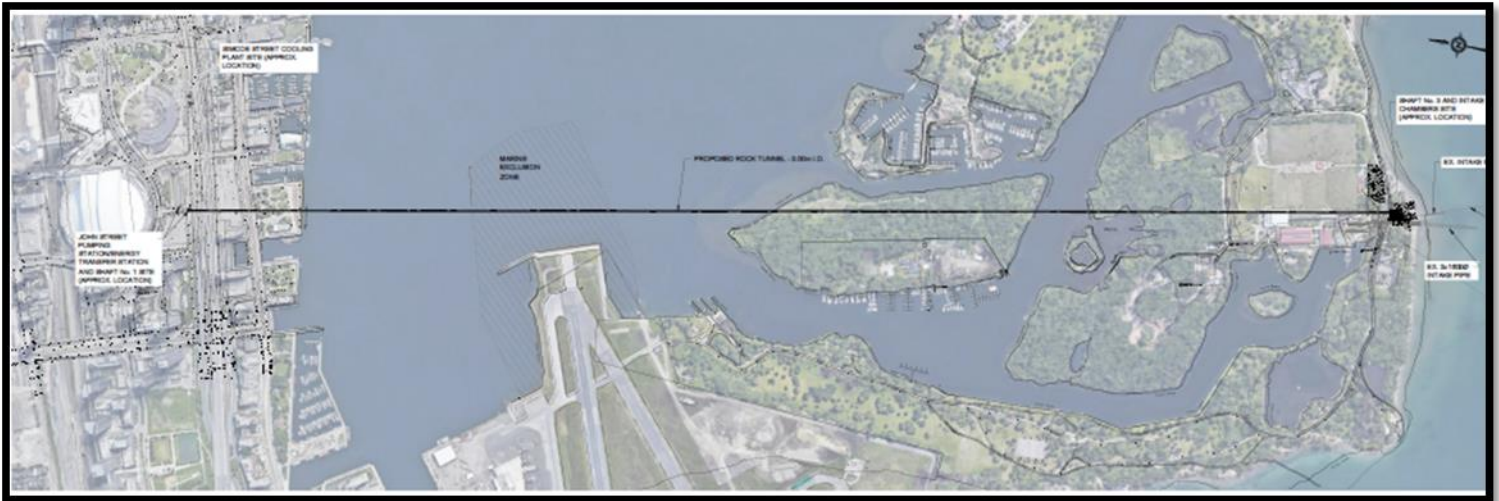 SIMCOE STREET COOLING
PLANT SITE (APPROX.
LOCATION)
JOHN STREET
PUMPING
STATION/ENERGY
TRANSFER STATION
AND SHAFT No. 1 SITE
(APPROX. LOCATION)
MARINE
EXCLUSION
ZONE
PROPOSED ROCK TUNNEL - 3.00m I.D.
SHAFT No. 3 AND INTAKE
CHAMBERS SITE
(APPROX. LOCATION)
EX. INTAKE
INTAKE PIPE